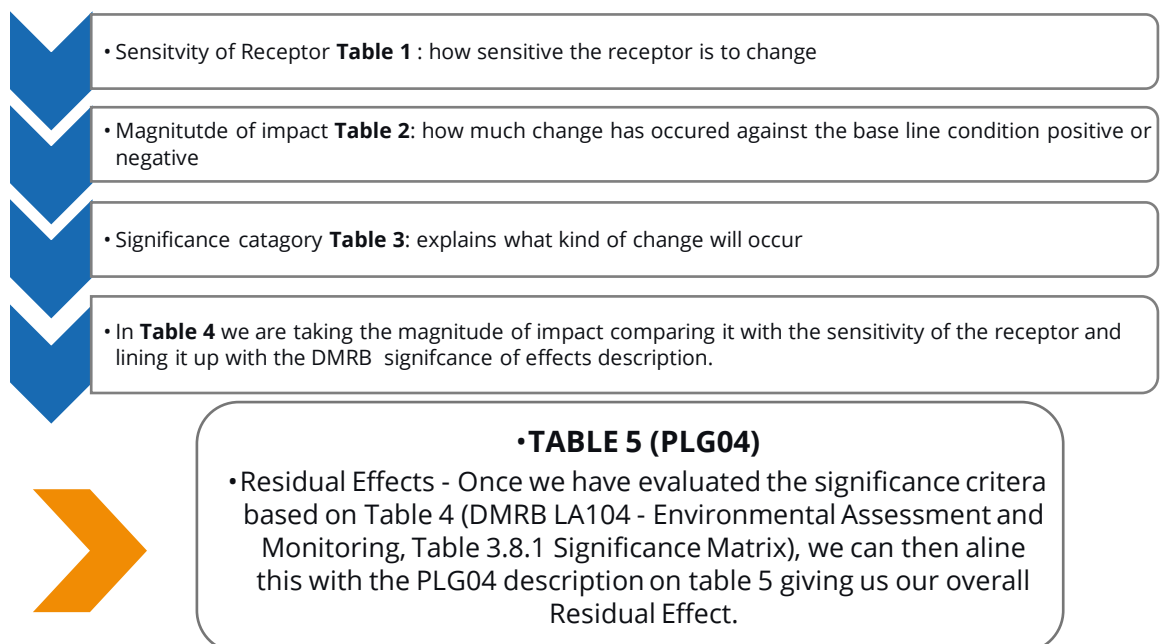 • Sensitvity of Receptor Table 1 : how sensitive the receptor is to change
• Magnitutde of impact Table 2: how much change has occured against the base line condition positive or
negative
• Significance catagory Table 3: explains what kind of change will occur
• In Table 4 we are taking the magnitude of impact comparing it with the sensitivity of the receptor and
lining it up with the DMRB signifcance of effects description.
•TABLE 5 (PLG04)
•Residual Effects - Once we have evaluated the significance critera
based on Table 4 (DMRB LA104 - Environmental Assessment and
Monitoring, Table 3.8.1 Significance Matrix), we can then aline
this with the PLG04 description on table 5 giving us our overall
Residual Effect.